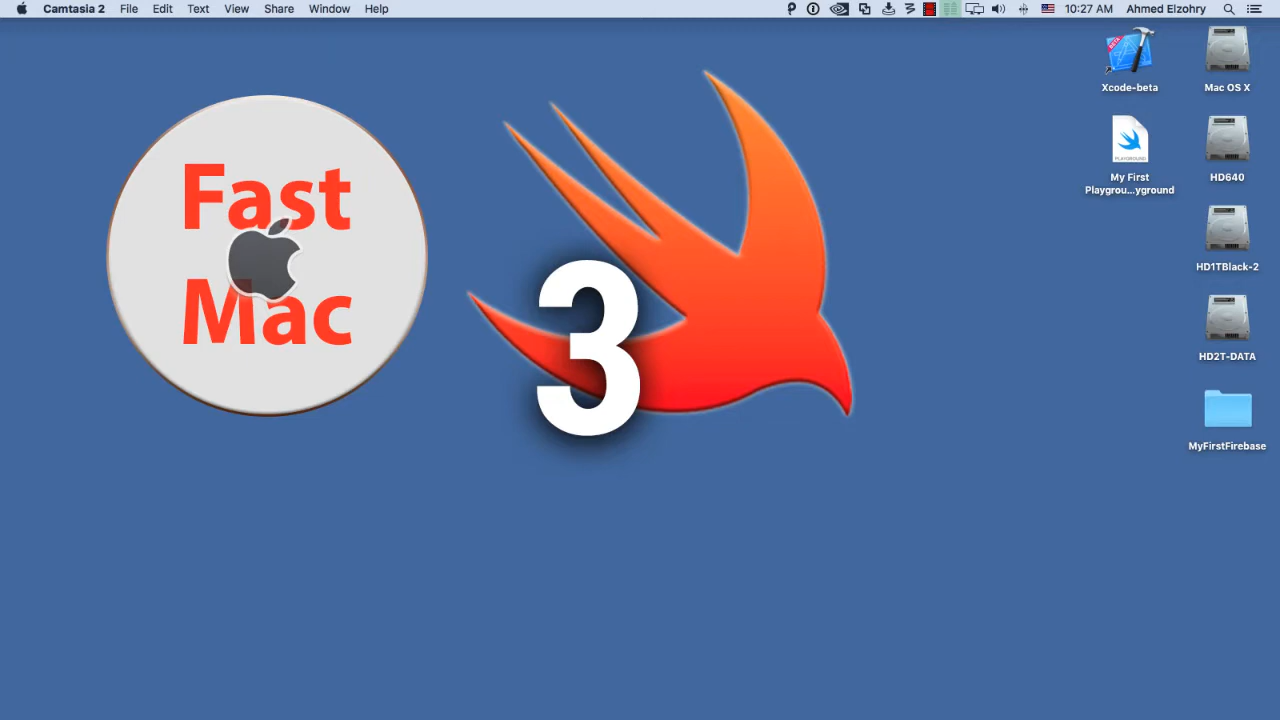 Camtasia 2 File Edit Text View Share Window Help 10:27 AM Ahmed Elzohry
Fast
Mac
3
Xcode-beta
Mac OS X
My First
Playgrou...yground
HD640
HD1TBlack-2
HD2T-DATA
MyFirstFirebase